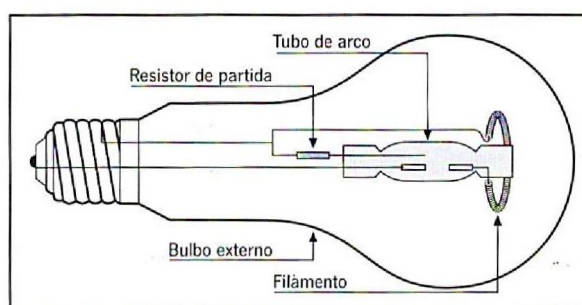 Tubo de arco
Resistor de partida
Bulbo externo
Filamento